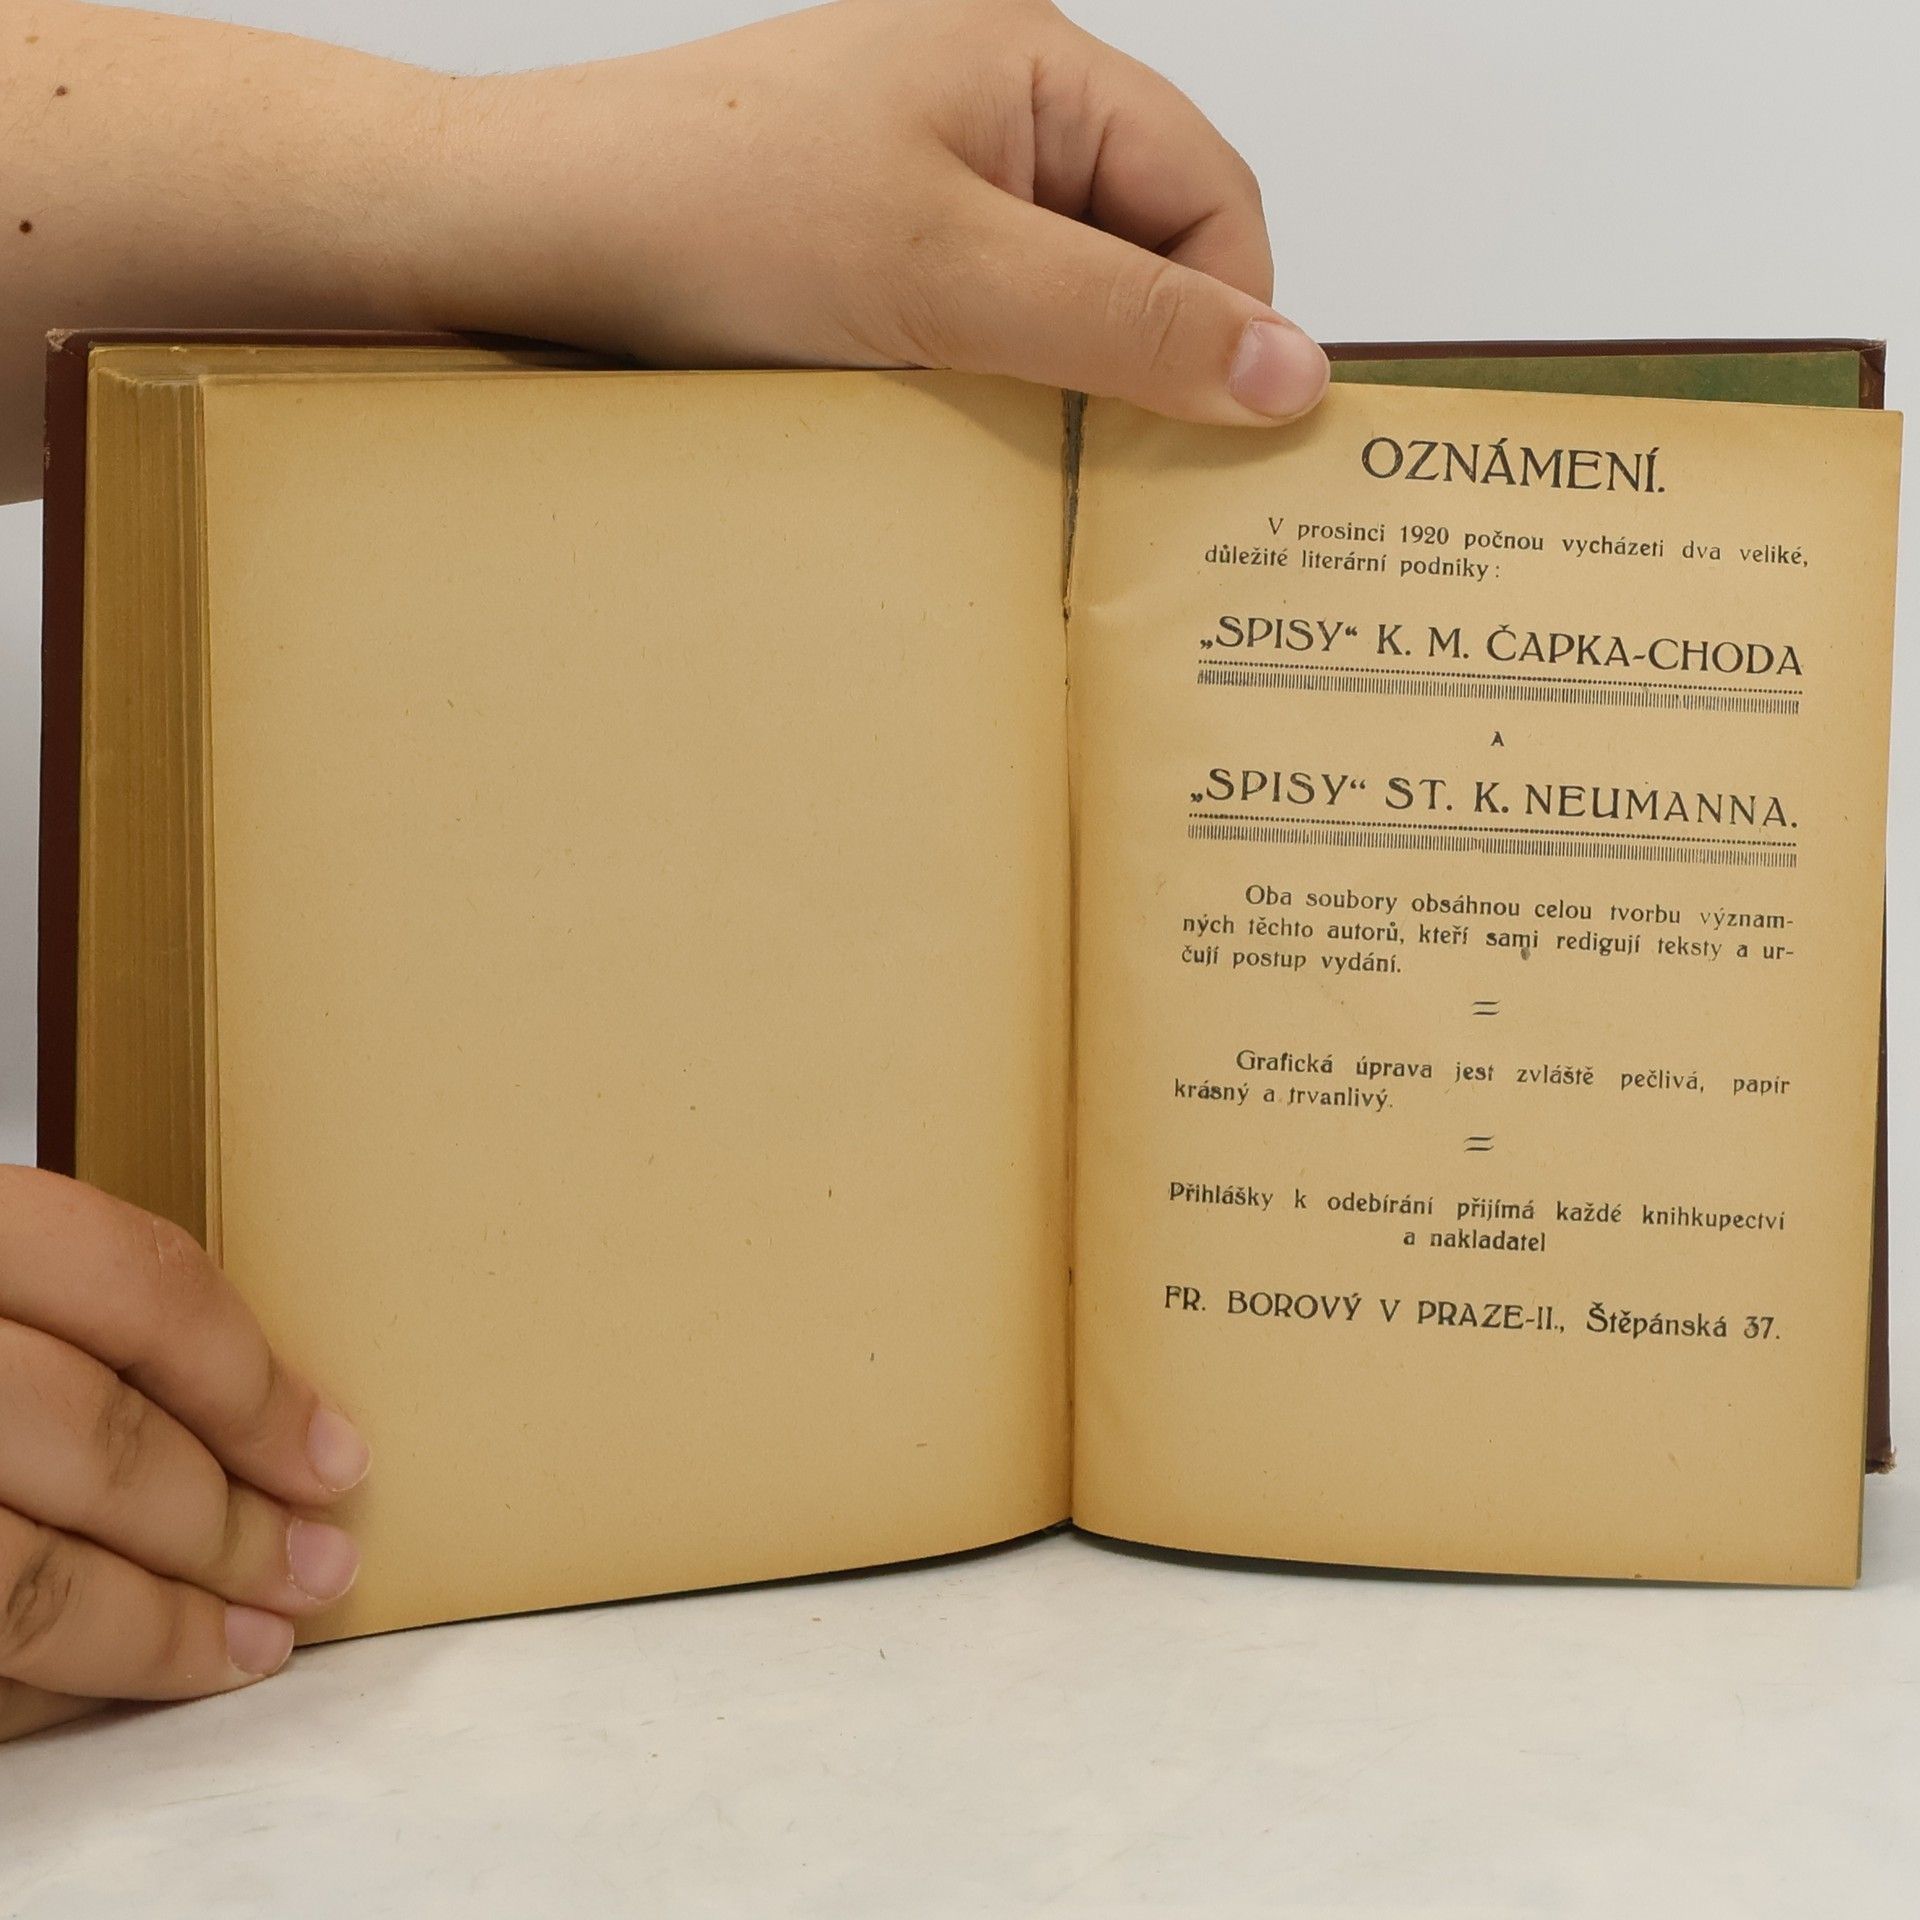 OZNÁMENÍ.
V prosinci 1920 počnou vycházeti dva veliké,
důležité literární podniky:
„SPISY“ K. M. ČAPKA-CHODA
A
„SPISY“ ST. K. NEUMANNA.
Oba soubory obsáhnou celou tvorbu význam-
ných těchto autorů, kteří sami redigují teksty a ur-
čují postup vydání.
Grafická úprava jest zvláště pečlivá, papír
krásný a trvanlivý.
Přihlášky k odebírání přijímá každé knihkupectví
a nakladatel
FR. BOROVÝ V PRAZE-II., Štěpánská 37.